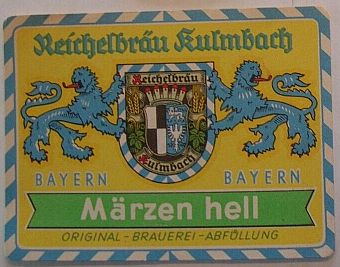 Reichelbräu Kulmbach
Reichelbräu
Kulmbach
BAYERN BAYERN
Märzen hell
ORIGINAL-BRAUEREI-ABFÜLLUNG